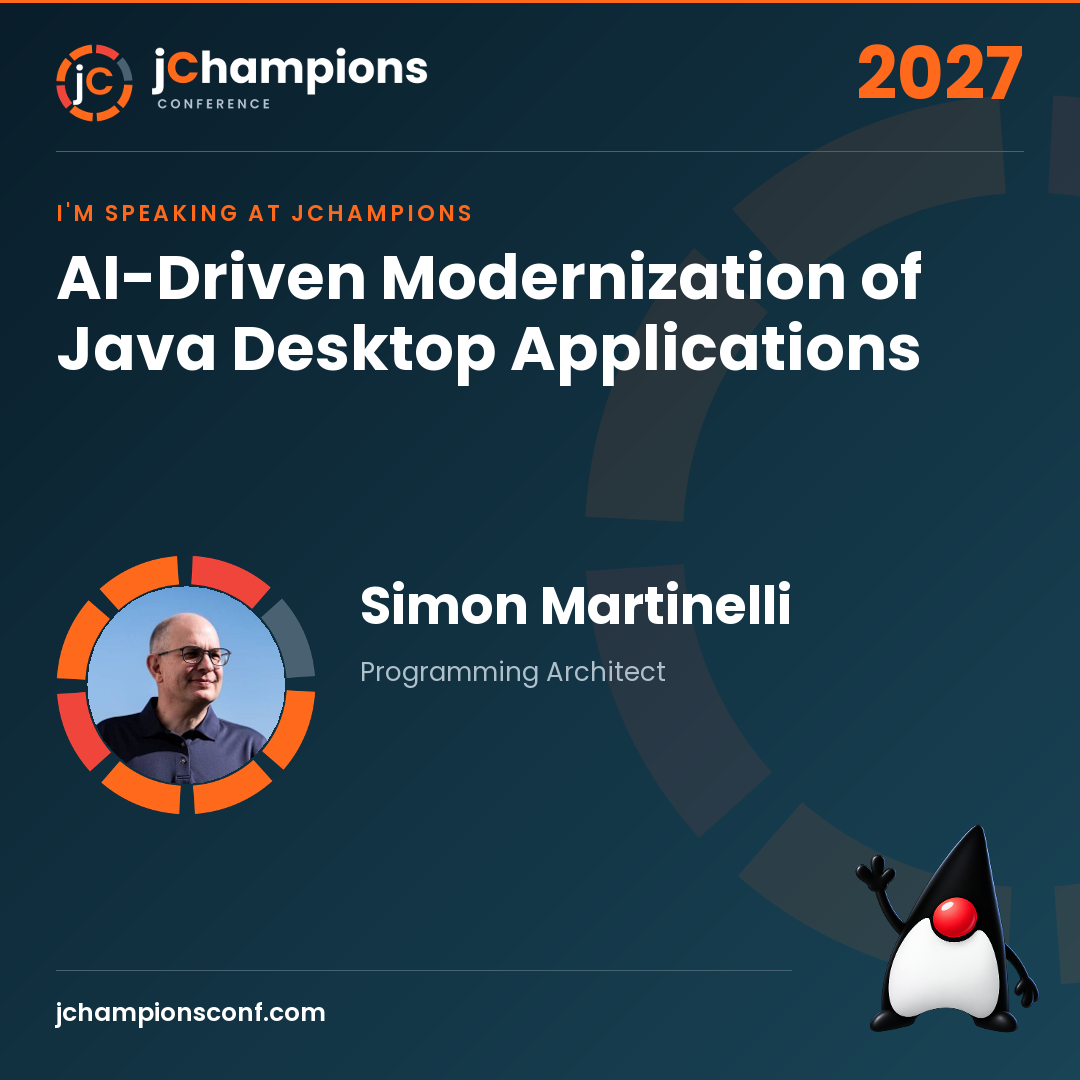 jC jChampions
CONFERENCE
2027
I'M SPEAKING AT JCHAMPIONS
AI-Driven Modernization of
Java Desktop Applications
Simon Martinelli
Programming Architect
jchampionsconf.com